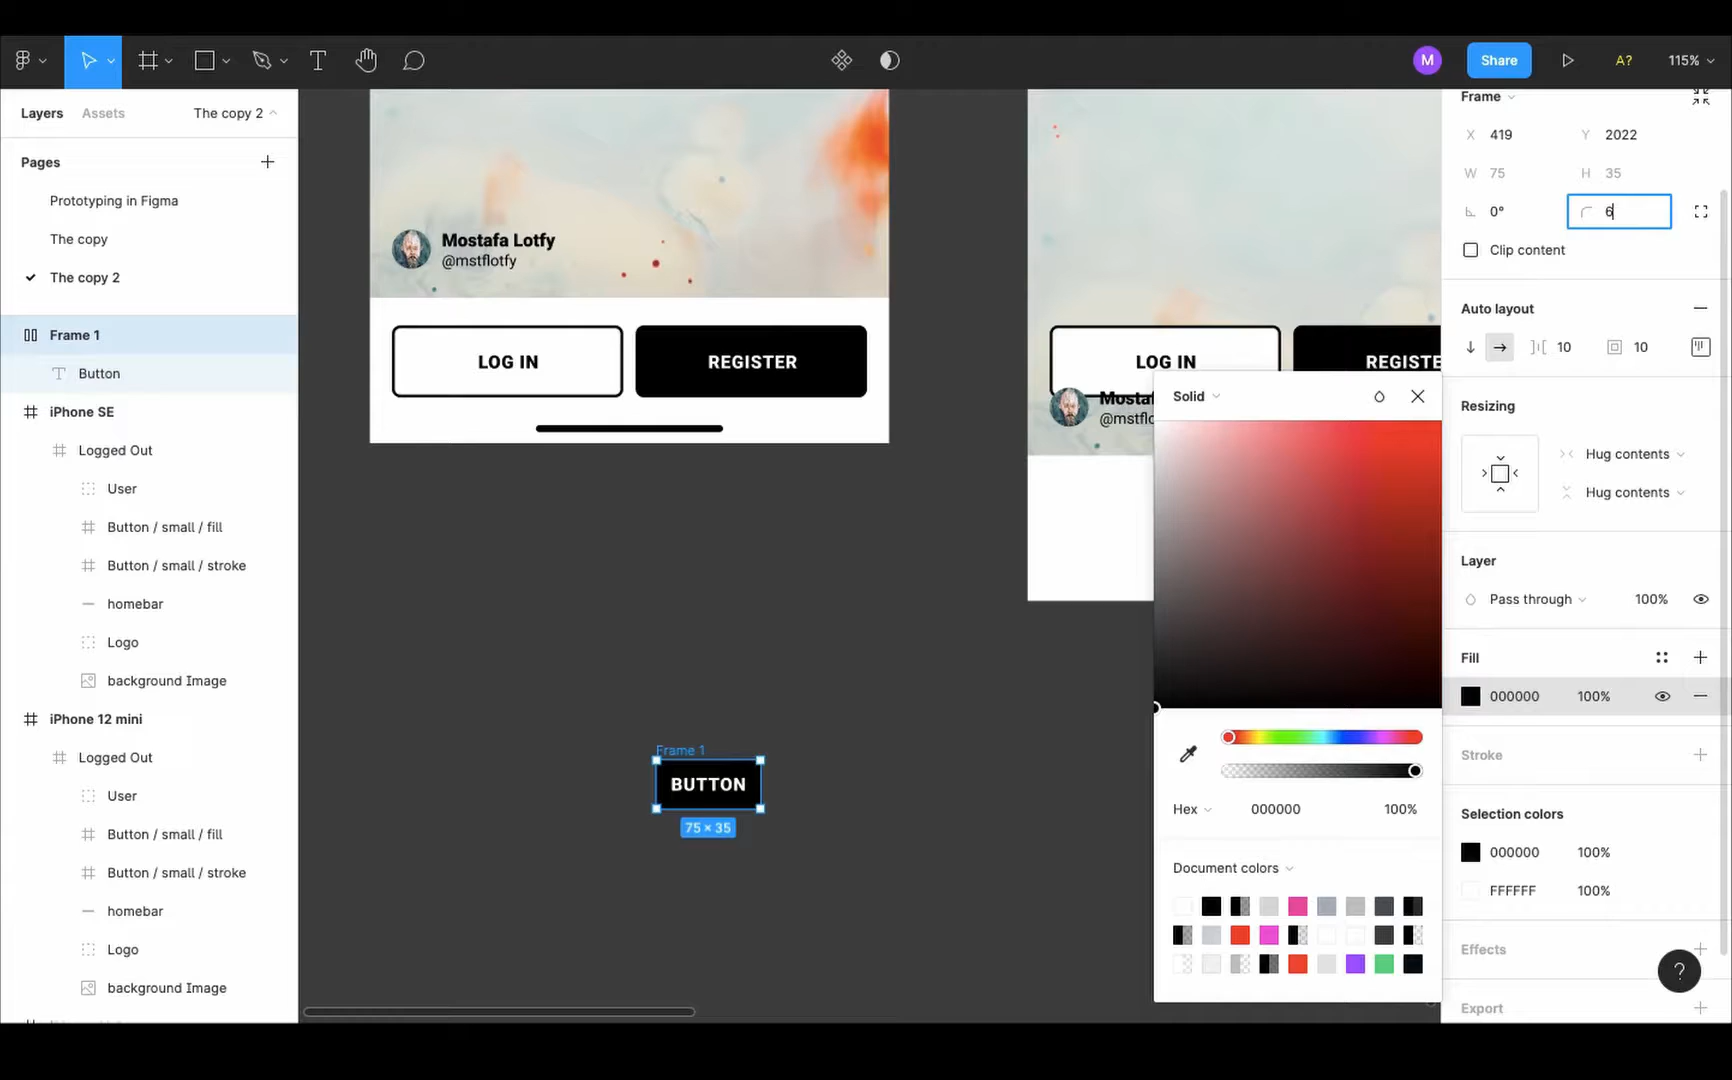 M
Share
A?
115%
Layers
Assets
The copy 2
Pages
Prototyping in Figma
The copy
The copy 2
Frame 1
Button
iPhone SE
Logged Out
User
Button / small / fill
Button / small / stroke
homebar
Logo
background Image
iPhone 12 mini
Logged Out
User
Button / small / fill
Button / small / stroke
homebar
Logo
background Image
Mostafa Lotfy
@mstflotfy
LOG IN
REGISTER
LOG IN
REGISTE
Mostaf
@mstflo
Frame 1
BUTTON
75 × 35
Solid
Hex
000000
100%
Document colors
Frame
X 419
Y 2022
W 75
H 35
0°
6
Clip content
Auto layout
10
10
Resizing
Hug contents
Hug contents
Layer
Pass through
100%
Fill
000000
100%
Stroke
Selection colors
000000
100%
FFFFFF
100%
Effects
?
Export